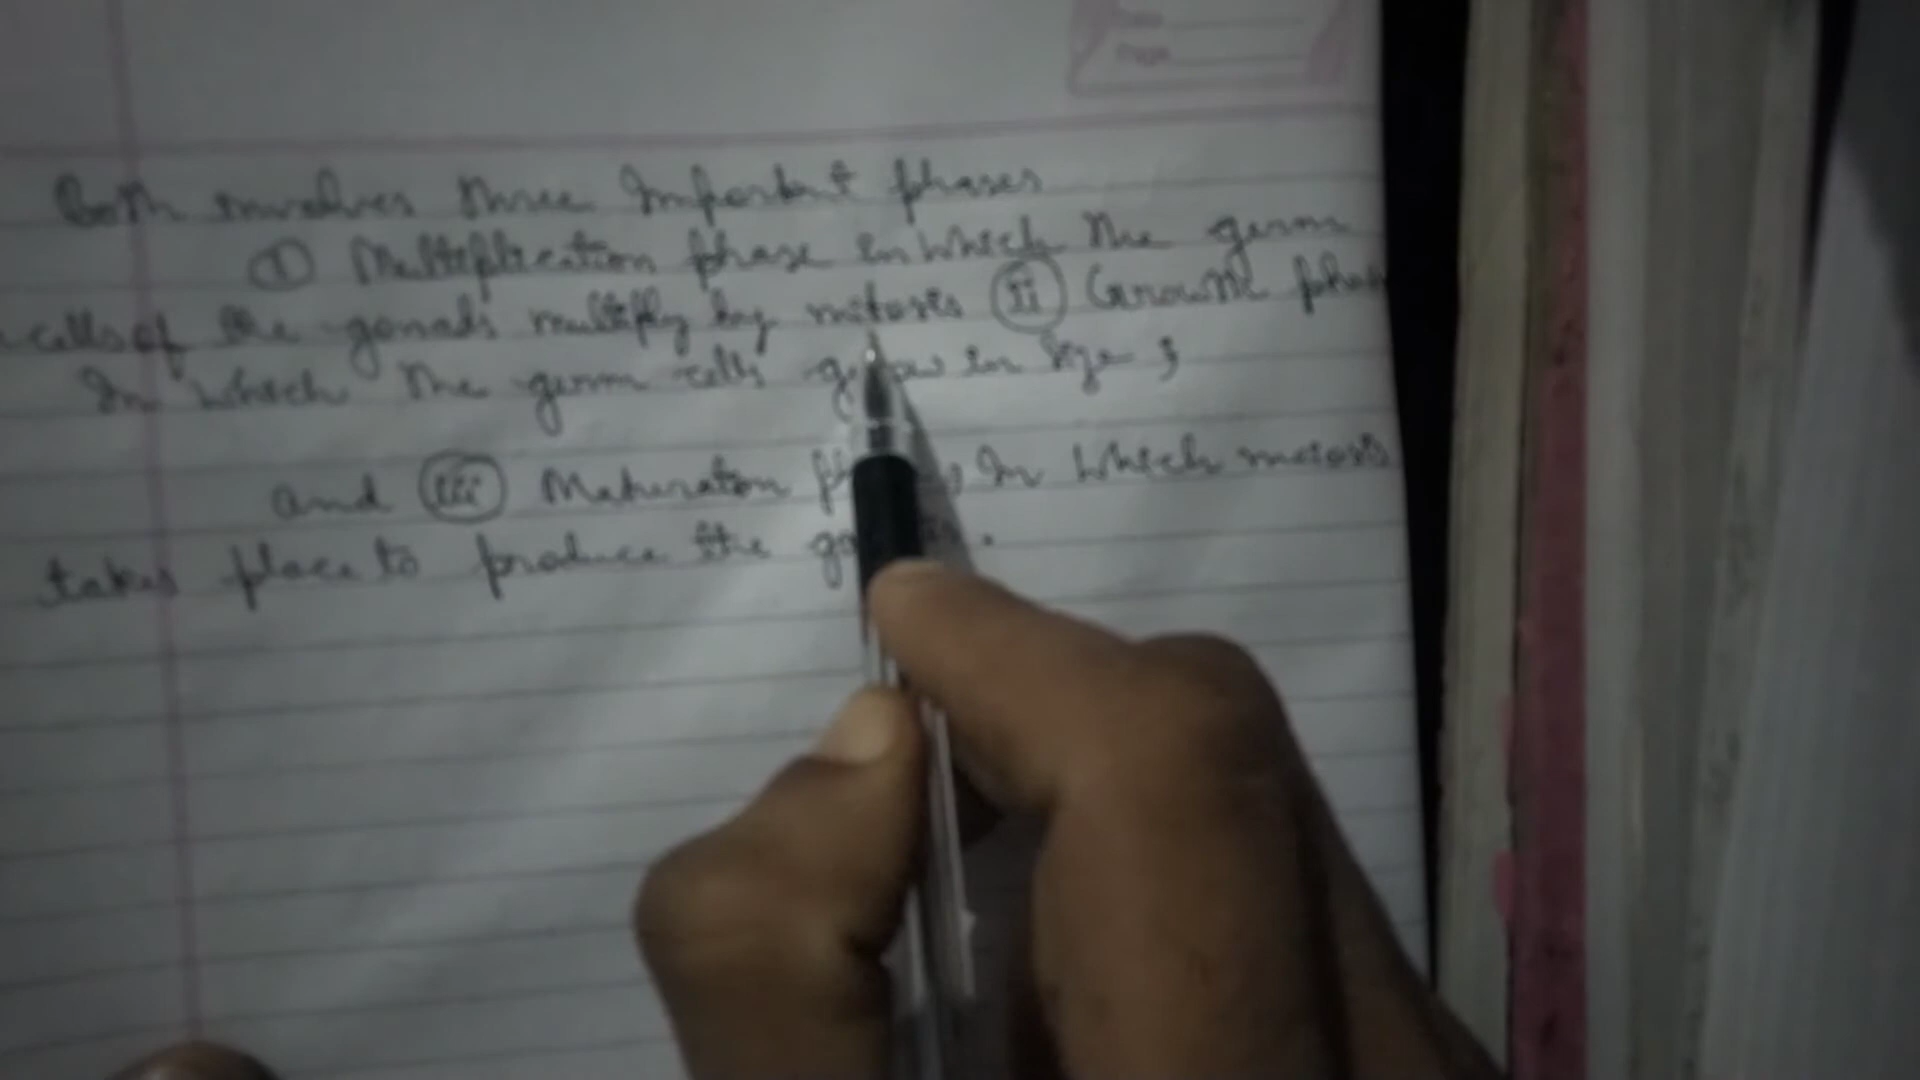 Page
Both involves three Important phases
(i) Multiplication phase in which the germ
cells of the gonads multiply by mitosis (ii) Growth
In which the germ cells grow in size ;
and (iii) Maturation In which meiosis
takes place to produce the